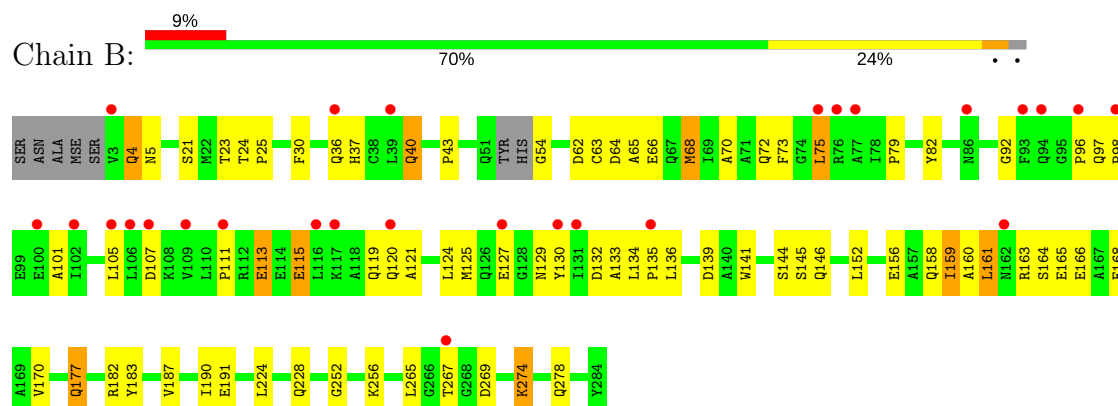 9%
Chain B:
70% 24% • •
SER ASN ALA MSE SER V3 Q4 N5 S21 M22 T23 T24 P25 F30 Q36 H37 C38 L39 Q40 P43 Q51 TYR HIS G54 D62 C63 D64 A65 E66 Q67 M68 I69 A70 A71 Q72 F73 G74 L75 R76 A77 I78 P79 Y82 N86 G92 F93 Q94 G95 P96 Q97
E99 E100 A101 I102 L105 L106 D107 K108 V109 L110 P111 R112 E113 E114 E115 L116 K117 A118 Q119 Q120 A121 L124 M125 Q126 E127 G128 N129 Y130 I131 D132 A133 L134 P135 L136 D139 A140 W141 S144 S145 Q146 L152 E156 A157 Q158 I159 A160 L161 N162 R163 S164 E165 E166 A167
A169 V170 Q177 R182 Y183 V187 I190 E191 L224 Q228 G252 K256 L265 G266 T267 G268 D269 K274 Q278 Y284